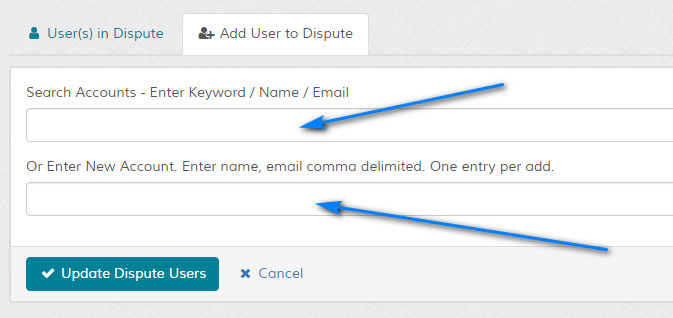 User(s) in Dispute
Add User to Dispute
Search Accounts - Enter Keyword / Name / Email
Or Enter New Account. Enter name, email comma delimited. One entry per add.
Update Dispute Users
Cancel